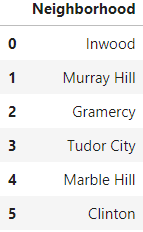 Neighborhood
0 Inwood
1 Murray Hill
2 Gramercy
3 Tudor City
4 Marble Hill
5 Clinton